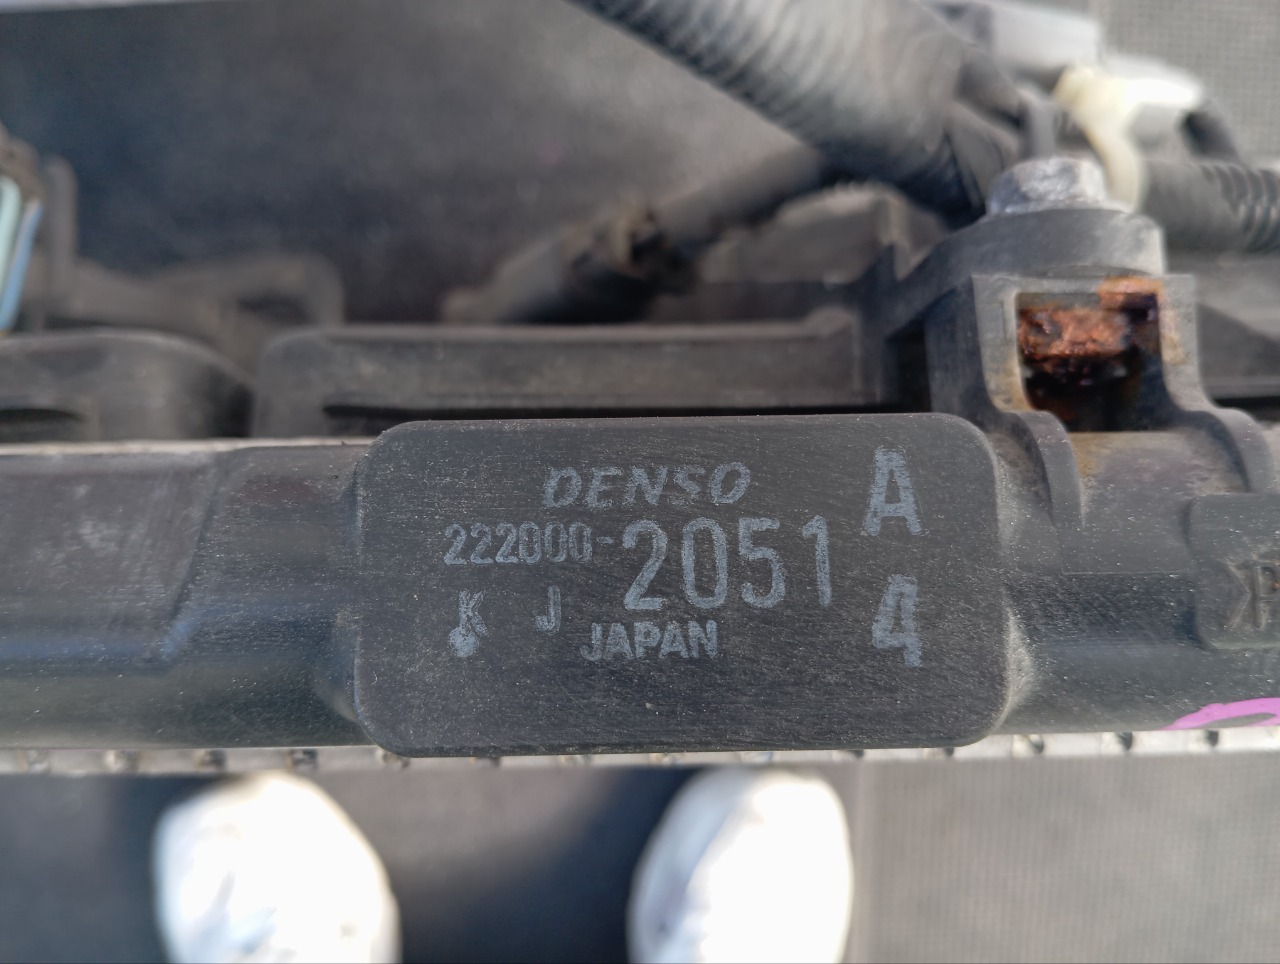 DENSO
A
222000-2051
K J
4
JAPAN